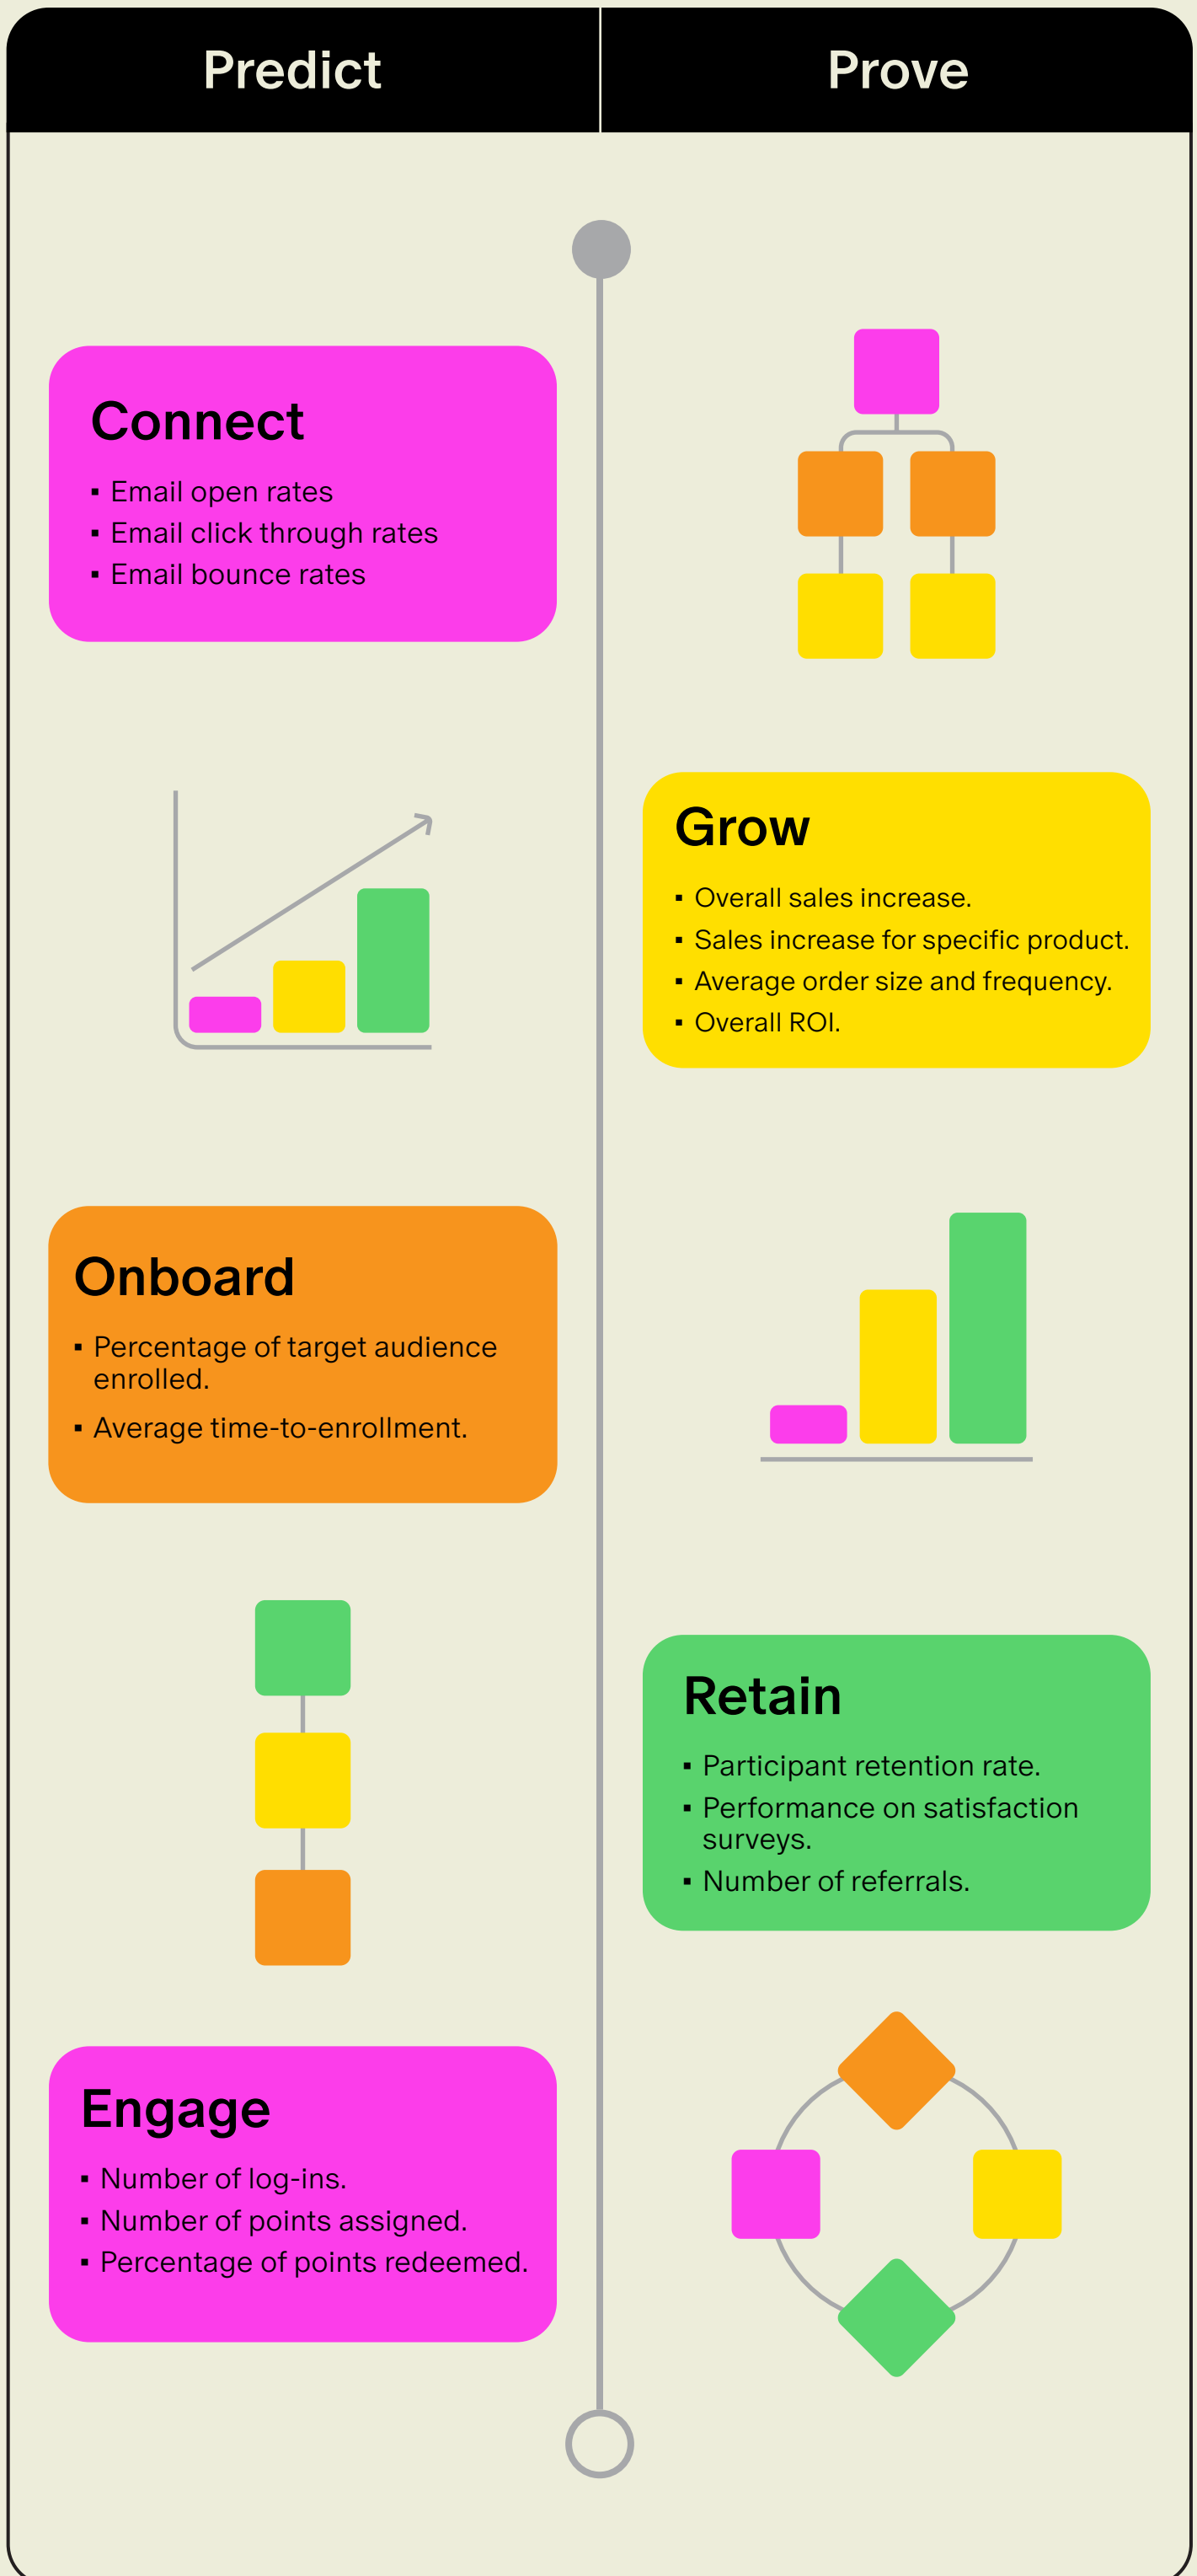 Predict
Prove
Connect
▪ Email open rates
▪ Email click through rates
▪ Email bounce rates
Grow
▪ Overall sales increase.
▪ Sales increase for specific product.
▪ Average order size and frequency.
▪ Overall ROI.
Onboard
▪ Percentage of target audience
enrolled.
▪ Average time-to-enrollment.
Retain
▪ Participant retention rate.
▪ Performance on satisfaction
surveys.
▪ Number of referrals.
Engage
▪ Number of log-ins.
▪ Number of points assigned.
▪ Percentage of points redeemed.